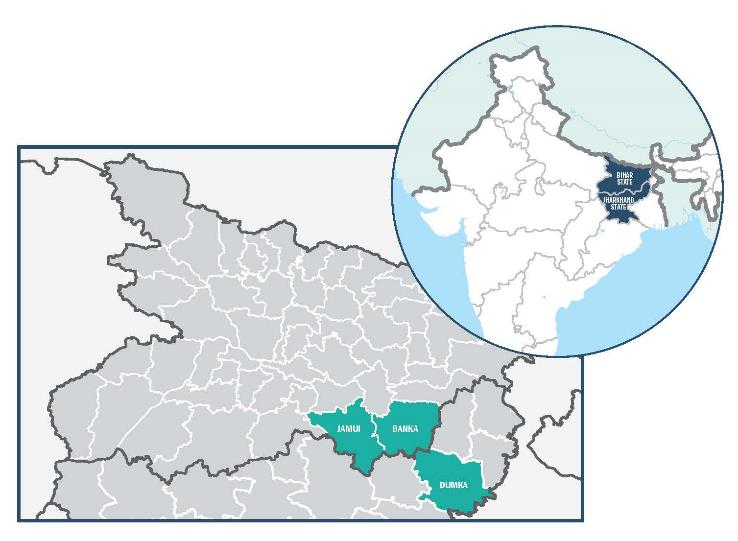 BIHAR
STATE
JHARKHAND
STATE
JAMUI
BANKA
DUMKA